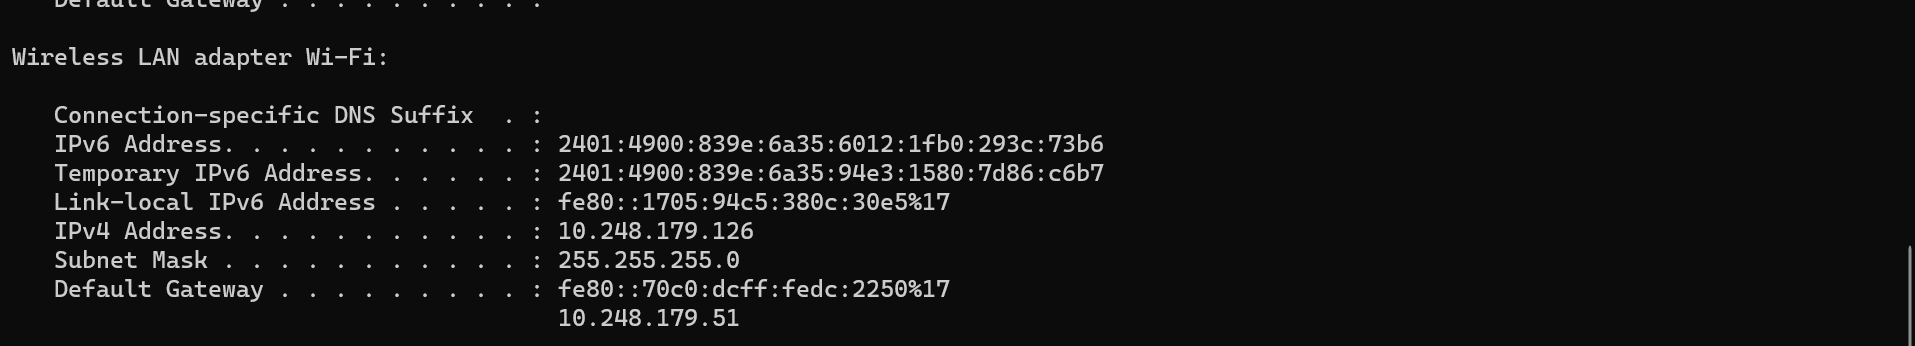 Default Gateway . . . . . . . . . :
Wireless LAN adapter Wi-Fi:
Connection-specific DNS Suffix  . :
IPv6 Address. . . . . . . . . . . : 2401:4900:839e:6a35:6012:1fb0:293c:73b6
Temporary IPv6 Address. . . . . . : 2401:4900:839e:6a35:94e3:1580:7d86:c6b7
Link-local IPv6 Address . . . . . : fe80::1705:94c5:380c:30e5%17
IPv4 Address. . . . . . . . . . . : 10.248.179.126
Subnet Mask . . . . . . . . . . . : 255.255.255.0
Default Gateway . . . . . . . . . : fe80::70c0:dcff:fedc:2250%17
10.248.179.51